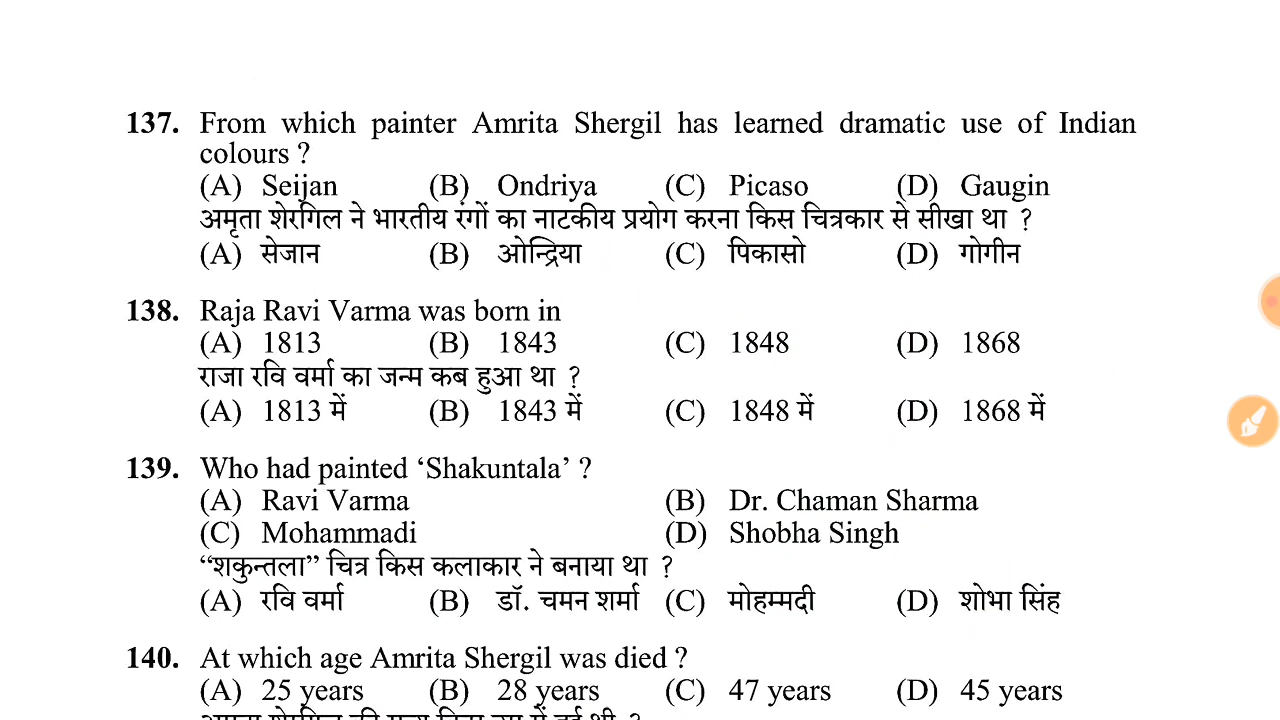 137. From which painter Amrita Shergil has learned dramatic use of Indian
colours ?
(A) Seijan (B) Ondriya (C) Picaso (D) Gaugin
अमृता शेरगिल ने भारतीय रंगों का नाटकीय प्रयोग करना किस चित्रकार से सीखा था ?
(A) सेजान (B) ओन्द्रिया (C) पिकासो (D) गोगीन
138. Raja Ravi Varma was born in
(A) 1813 (B) 1843 (C) 1848 (D) 1868
राजा रवि वर्मा का जन्म कब हुआ था ?
(A) 1813 में (B) 1843 में (C) 1848 में (D) 1868 में
139. Who had painted ‘Shakuntala’ ?
(A) Ravi Varma (B) Dr. Chaman Sharma
(C) Mohammadi (D) Shobha Singh
“शकुन्तला” चित्र किस कलाकार ने बनाया था ?
(A) रवि वर्मा (B) डॉ. चमन शर्मा (C) मोहम्मदी (D) शोभा सिंह
140. At which age Amrita Shergil was died ?
(A) 25 years (B) 28 years (C) 47 years (D) 45 years